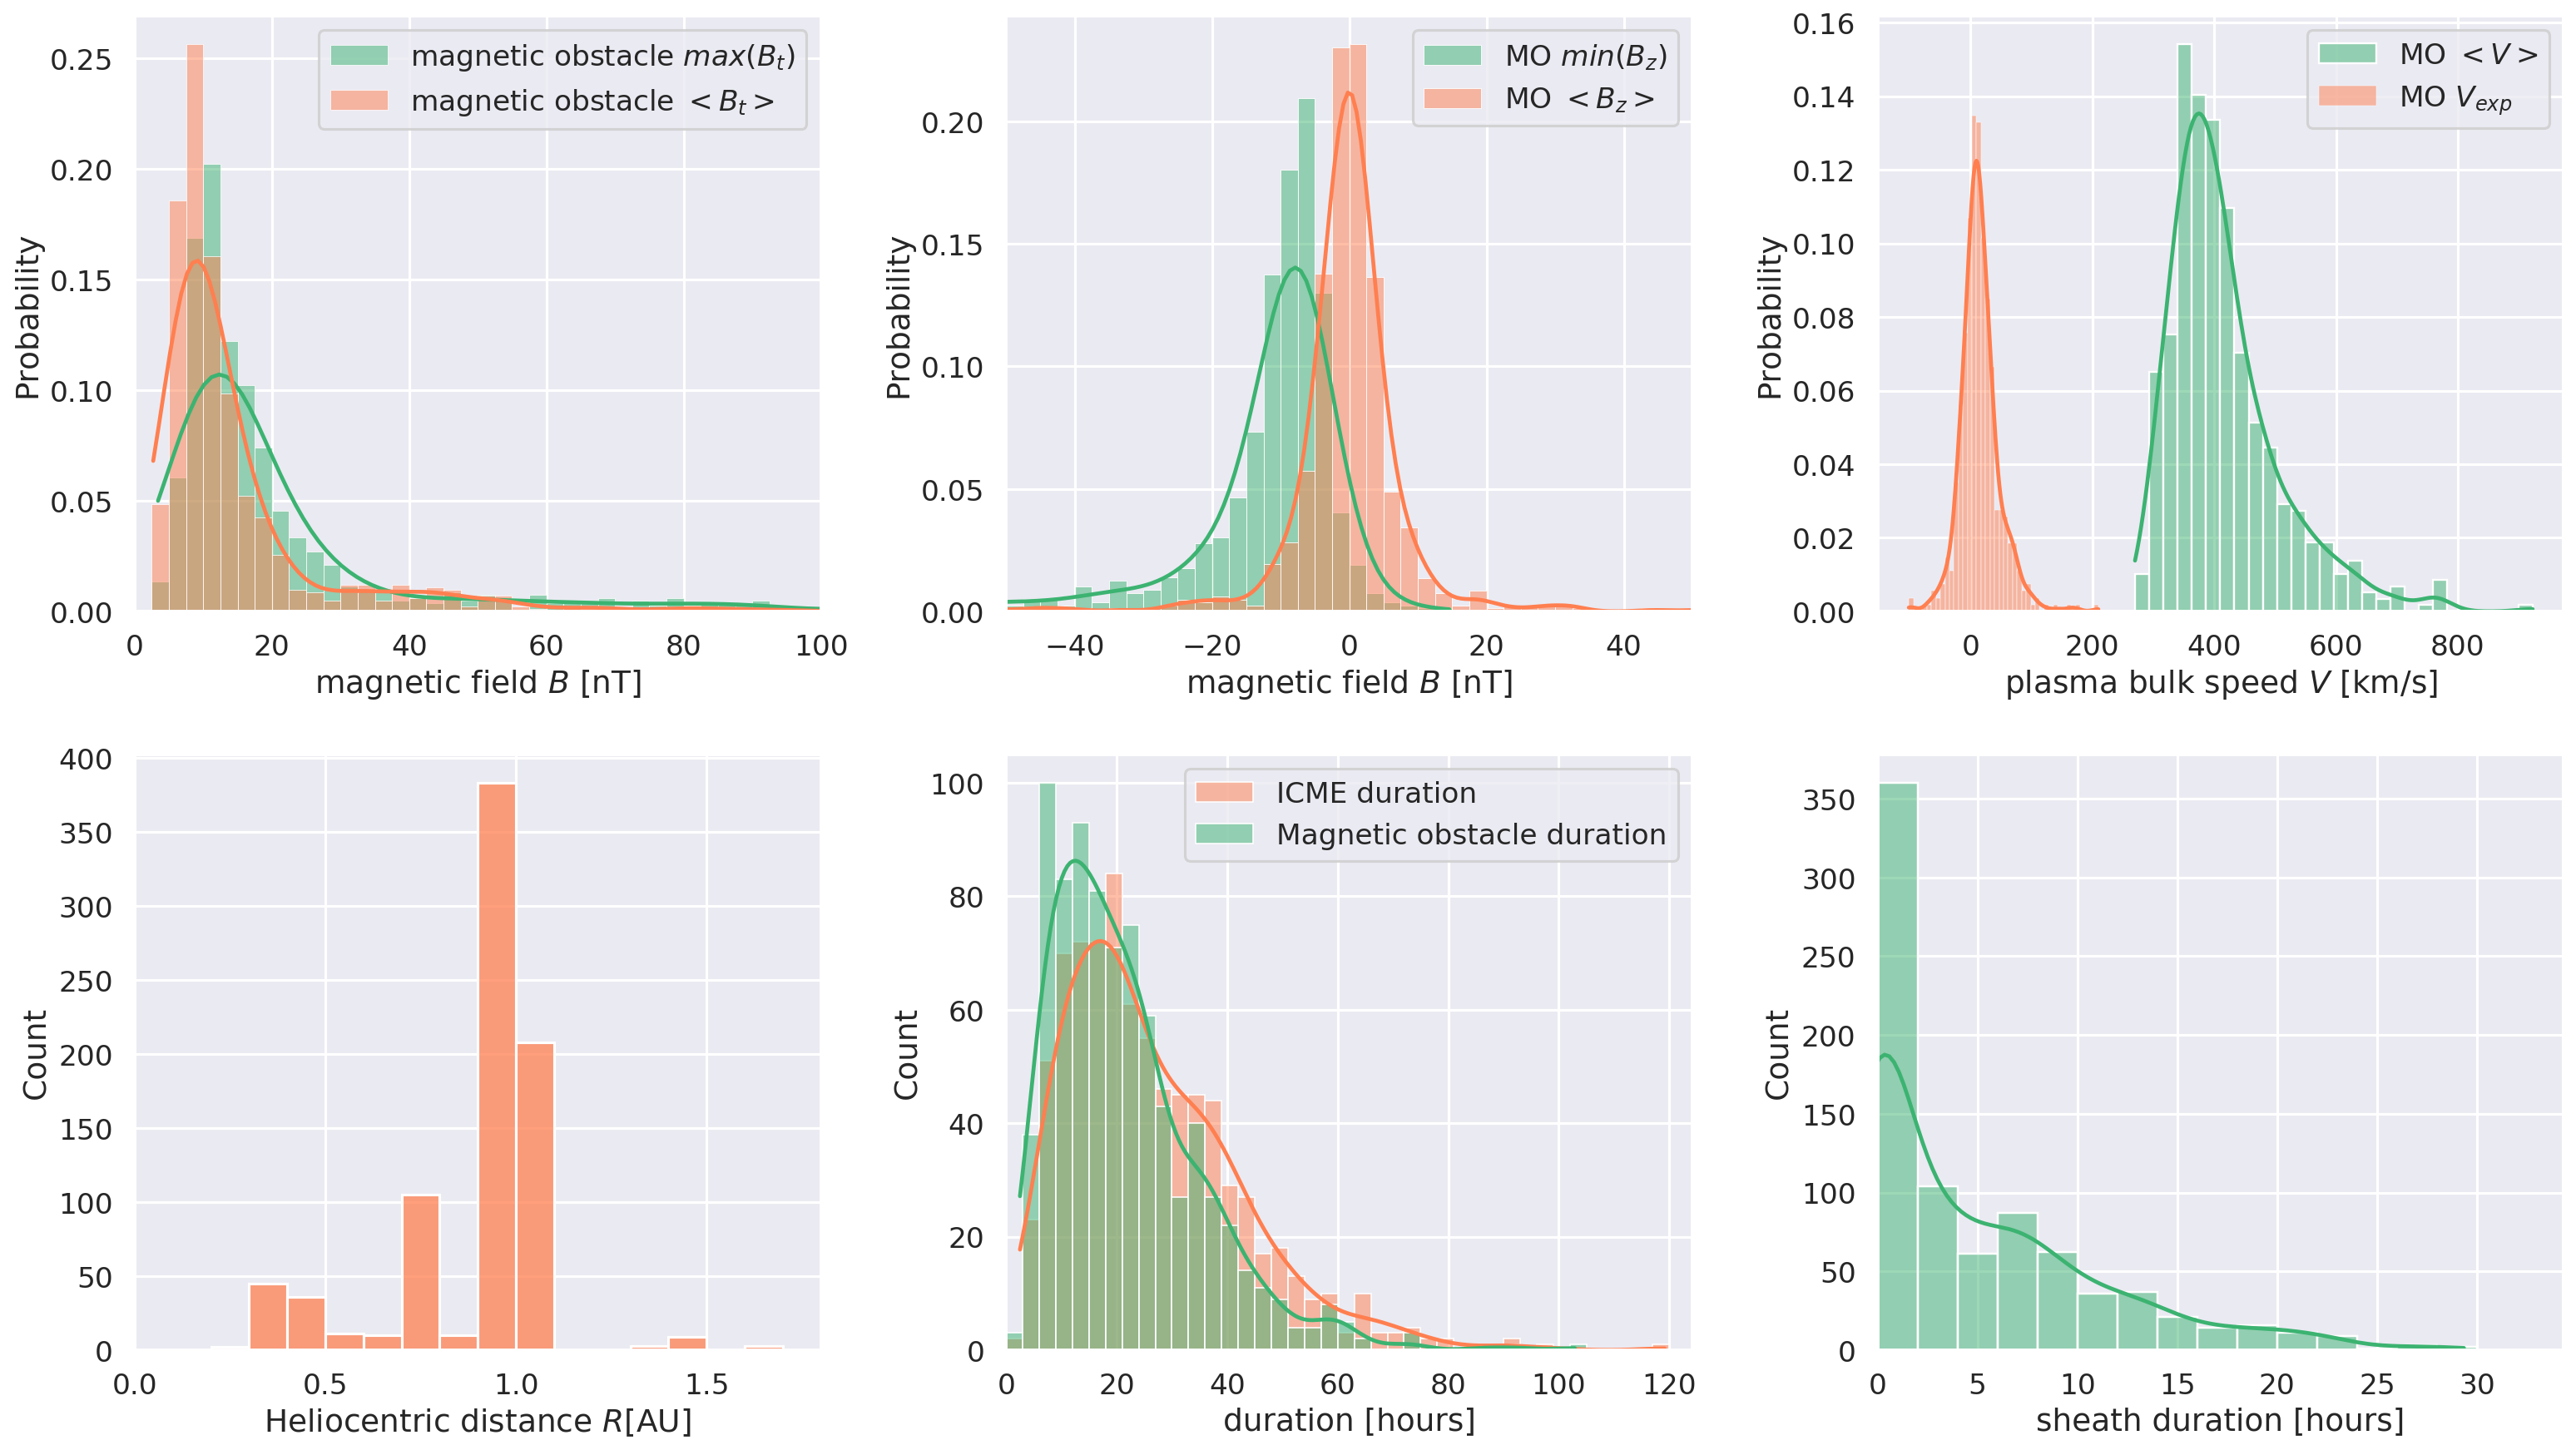 magnetic obstacle max(Bt)
magnetic obstacle <Bt>
0.25
0.20
0.15
0.10
0.05
0.00
Probability
0 20 40 60 80 100
magnetic field B [nT]
MO min(Bz)
MO <Bz>
0.20
0.15
0.10
0.05
0.00
Probability
−40 −20 0 20 40
magnetic field B [nT]
MO <V>
MO Vexp
0.16
0.14
0.12
0.10
0.08
0.06
0.04
0.02
0.00
Probability
0 200 400 600 800
plasma bulk speed V [km/s]
400
350
300
250
200
150
100
50
0
Count
0.0 0.5 1.0 1.5
Heliocentric distance R[AU]
ICME duration
Magnetic obstacle duration
100
80
60
40
20
0
Count
0 20 40 60 80 100 120
duration [hours]
350
300
250
200
150
100
50
0
Count
0 5 10 15 20 25 30
sheath duration [hours]